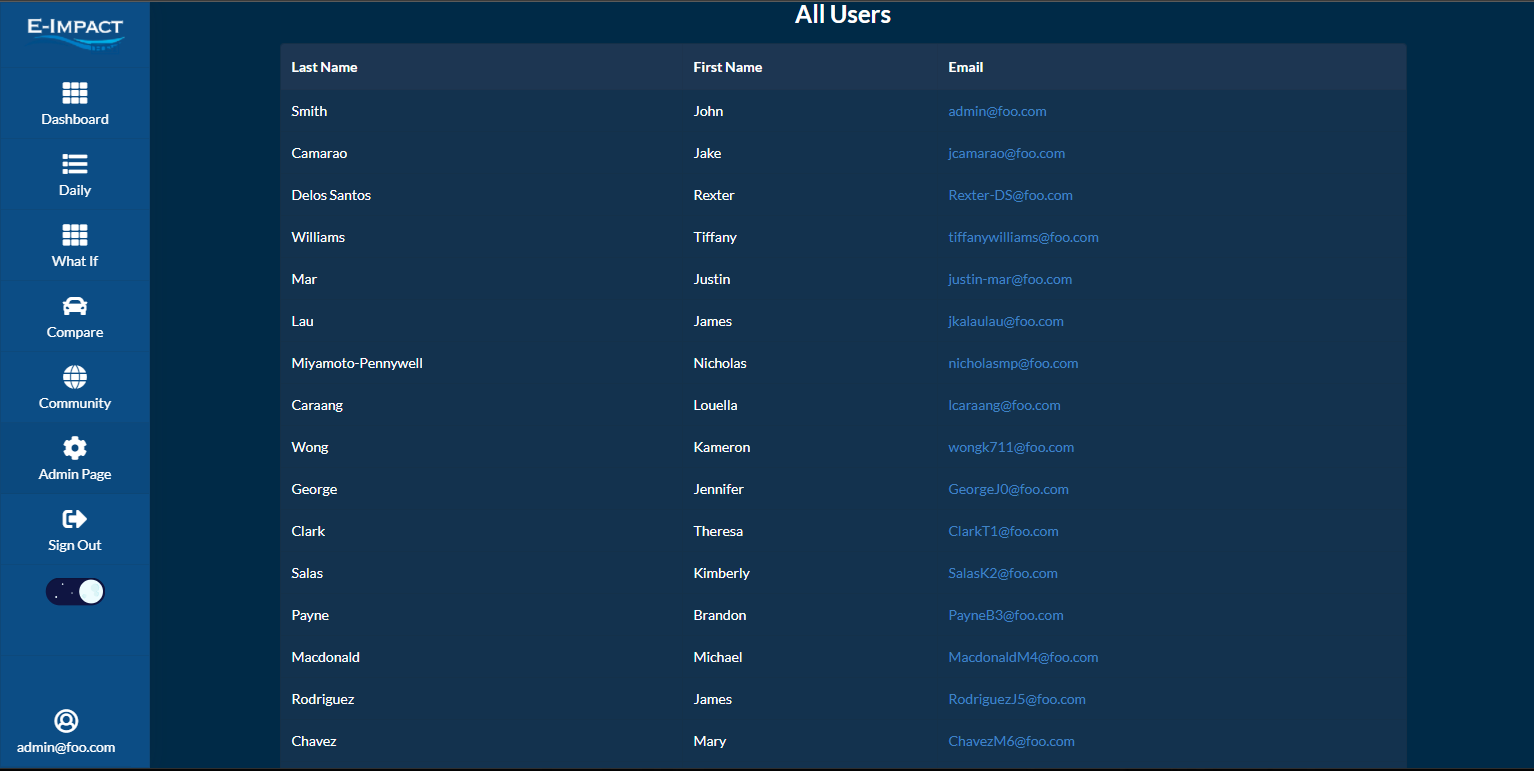 E-IMPACT
Dashboard
Daily
What If
Compare
Community
Admin Page
Sign Out
admin@foo.com
All Users
Last Name First Name Email
Smith John admin@foo.com
Camarao Jake jcamarao@foo.com
Delos Santos Rexter Rexter-DS@foo.com
Williams Tiffany tiffanywilliams@foo.com
Mar Justin justin-mar@foo.com
Lau James jkalaulau@foo.com
Miyamoto-Pennywell Nicholas nicholasmp@foo.com
Caraang Louella lcaraang@foo.com
Wong Kameron wongk711@foo.com
George Jennifer GeorgeJ0@foo.com
Clark Theresa ClarkT1@foo.com
Salas Kimberly SalasK2@foo.com
Payne Brandon PayneB3@foo.com
Macdonald Michael MacdonaldM4@foo.com
Rodriguez James RodriguezJ5@foo.com
Chavez Mary ChavezM6@foo.com